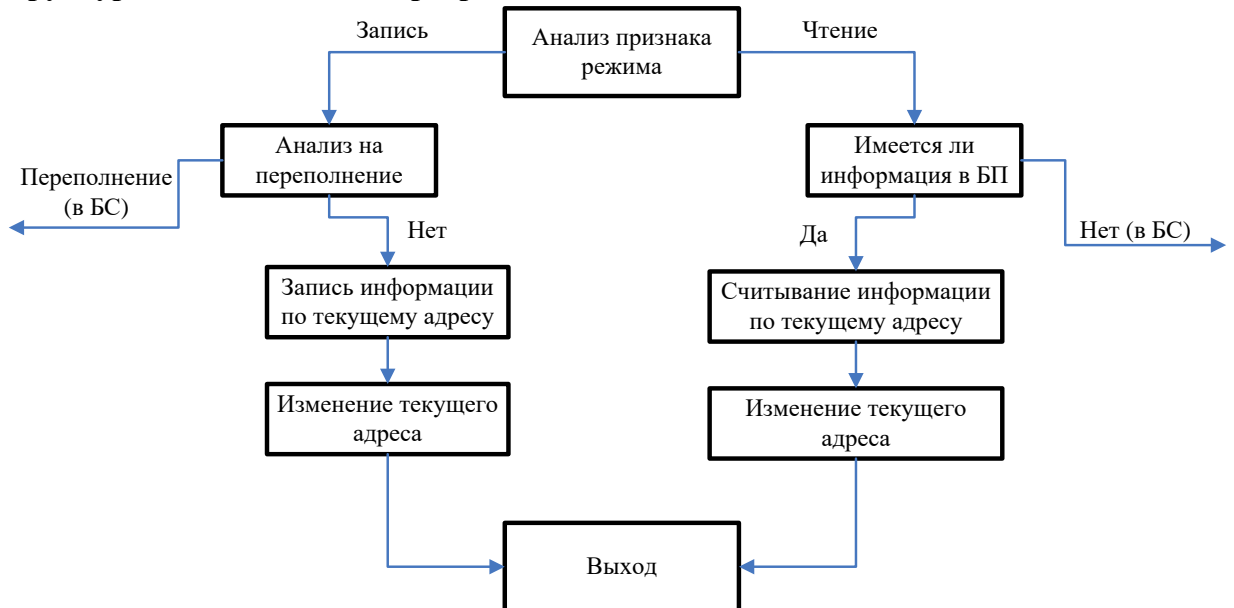 Запись
Анализ признака
режима
Чтение
Анализ на
переполнение
Имеется ли
информация в БП
Переполнение
(в БС)
Нет
Да
Нет (в БС)
Запись информации
по текущему адресу
Считывание информации
по текущему адресу
Изменение текущего
адреса
Изменение текущего
адреса
Выход